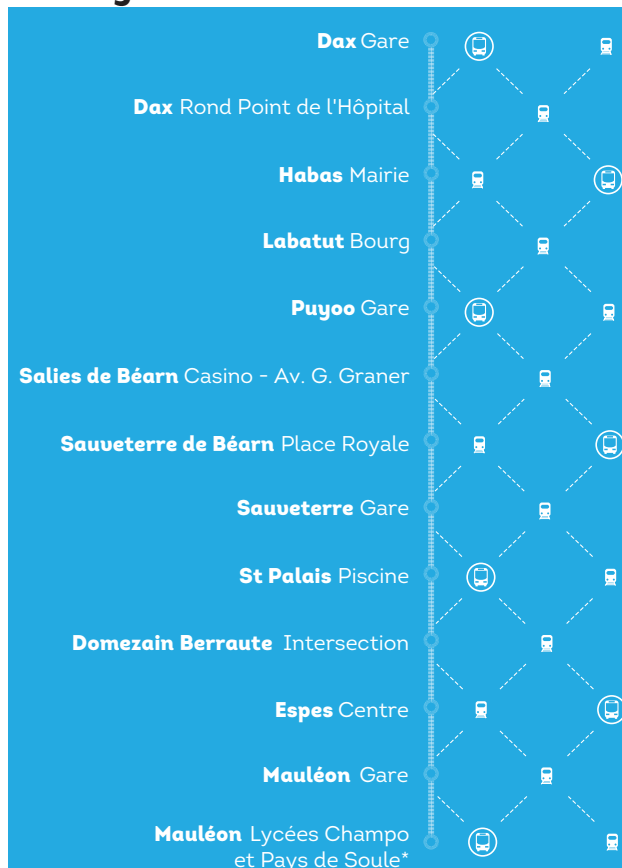 Dax Gare
Dax Rond Point de l'Hôpital
Habas Mairie
Labatut Bourg
Puyoo Gare
Salies de Béarn Casino - Av. G. Graner
Sauveterre de Béarn Place Royale
Sauveterre Gare
St Palais Piscine
Domezain Berraute Intersection
Espes Centre
Mauléon Gare
Mauléon Lycées Champo
et Pays de Soule*